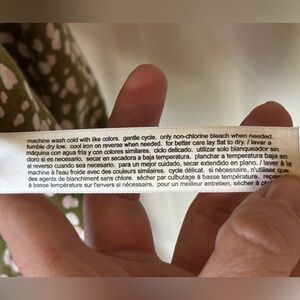 machine wash cold with like colors. gentle cycle. only non-chlorine bleach when needed.
tumble dry low. cool iron on reverse when needed. for better care lay flat to dry. / lavar a
máquina con agua fría y con colores similares. ciclo delicado. utilizar solo blanqueador sin
cloro si es necesario. secar en secadora a baja temperatura. planchar a temperatura baja en
el reverso cuando sea necesario. para un mejor cuidado, secar extendido en plano. / laver à la
machine à l'eau froide avec des couleurs similaires. cycle délicat. si nécessaire, n'utiliser que
des agents de blanchiment sans chlore. sécher par culbutage à basse température.
à basse température sur l'envers si nécessaire. pour un meilleur entretien, sécher à